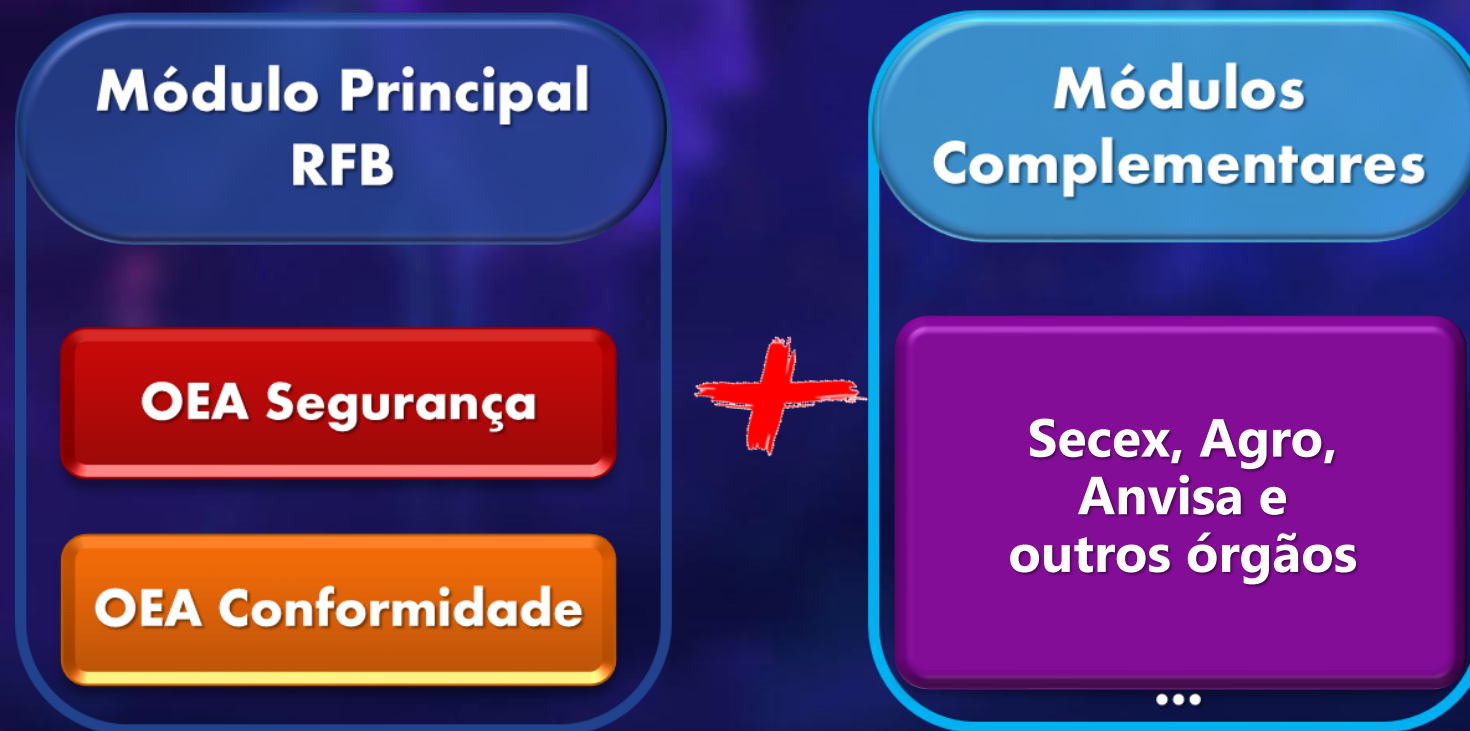 Módulo Principal
RFB
OEA Segurança
OEA Conformidade
Módulos
Complementares
Secex, Agro,
Anvisa e
outros órgãos
...